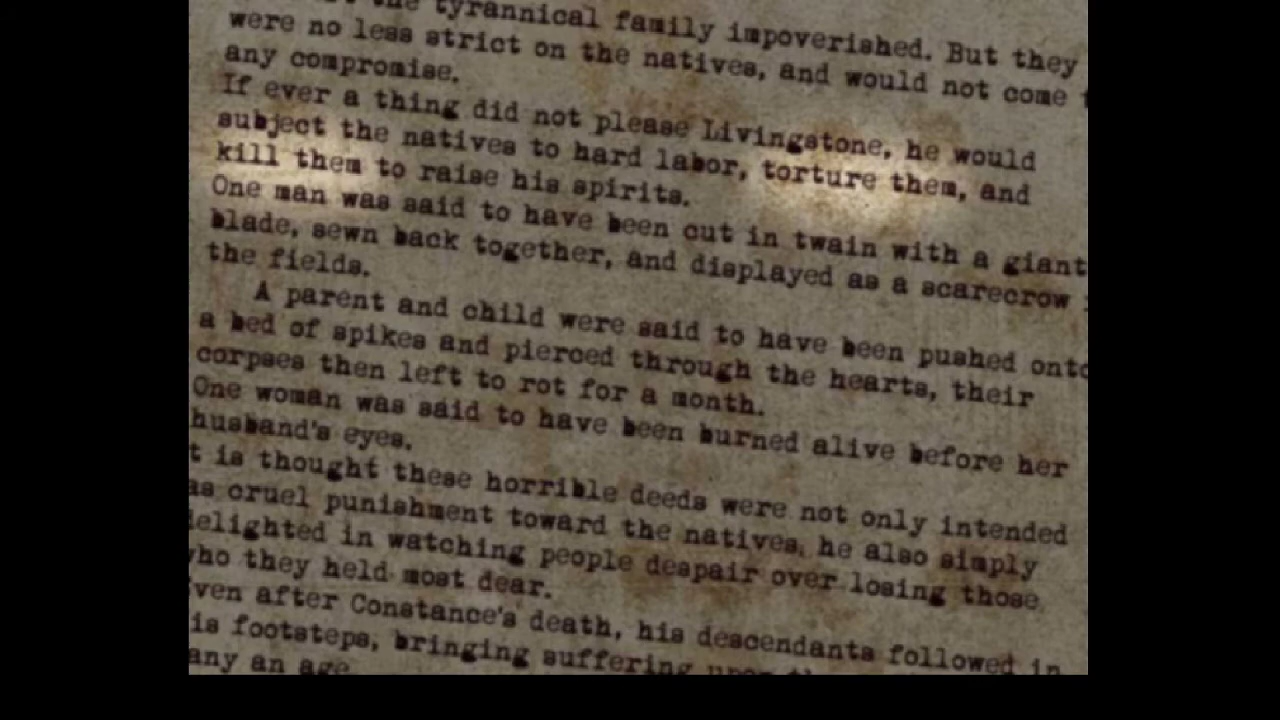 the tyrannical family impoverished. But they
were no less strict on the natives, and would not come
any compromise.
If ever a thing did not please Livingstone, he would
subject the natives to hard labor, torture them, and
kill them to raise his spirits.
One man was said to have been cut in twain with a giant
blade, sewn back together, and displayed as a scarecrow
the fields.
A parent and child were said to have been pushed onto
a bed of spikes and pierced through the hearts, their
corpses then left to rot for a month.
One woman was said to have been burned alive before her
husband's eyes.
t is thought these horrible deeds were not only intended
as cruel punishment toward the natives, he also simply
delighted in watching people despair over losing those
who they held most dear.
ven after Constance's death, his descendants followed in
is footsteps, bringing suffering upon
any an age